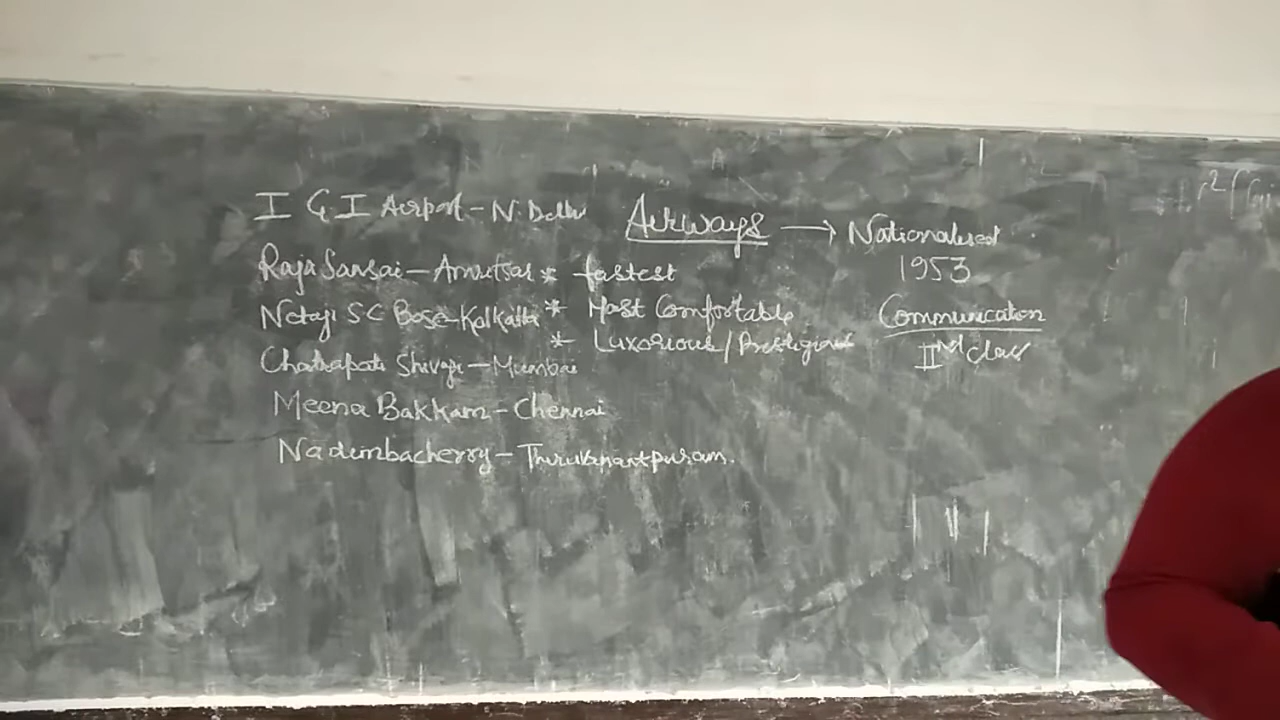 I G I Airport - N. Delhi
Airways → Nationalised
1953
Raja Sansai - Amritsar
* fastest
Netaji S C Bose - Kolkatta
* Most Comfortable
* Luxorious / Prestigious
Communication
IInd class
Chatrapati Shivaji - Mumbai
Meena Bakkam - Chennai
Nadumbacherry - Thiruvanantpuram.